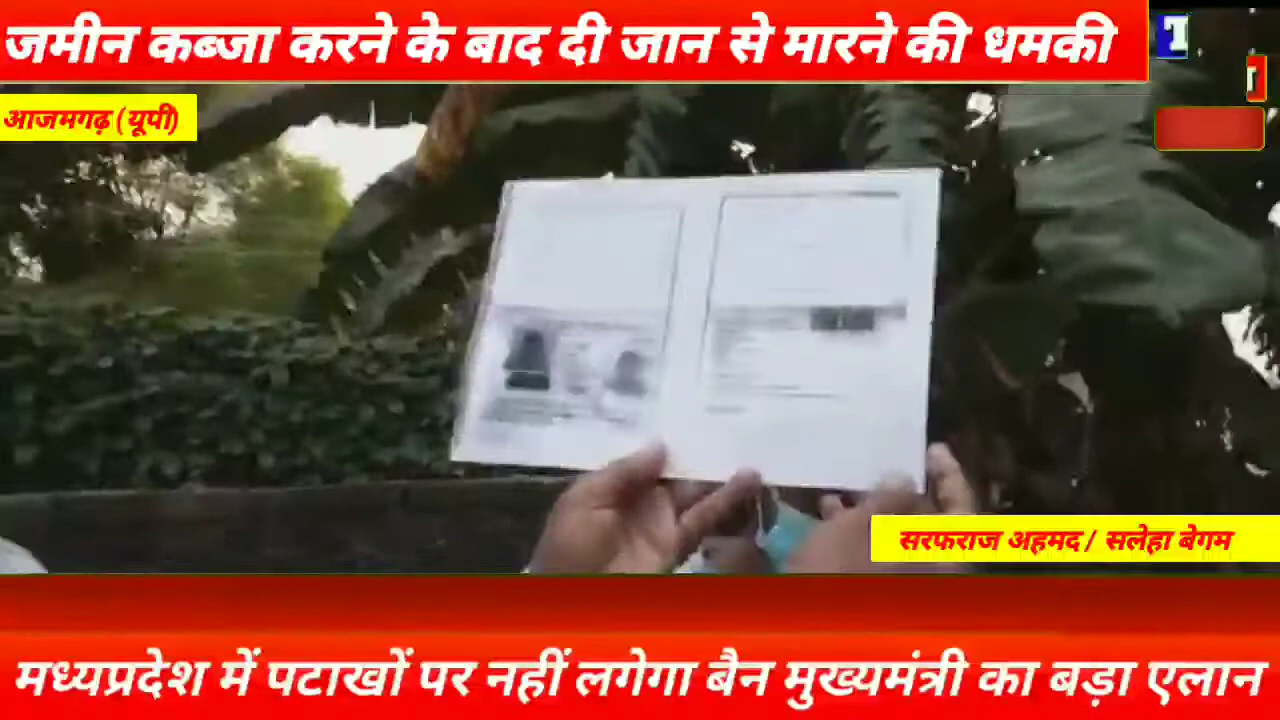 जमीन कब्जा करने के बाद दी जान से मारने की धमकी
आजमगढ़ (यूपी)
सरफराज अहमद / सलेहा बेगम
मध्यप्रदेश में पटाखों पर नहीं लगेगा बैन मुख्यमंत्री का बड़ा एलान